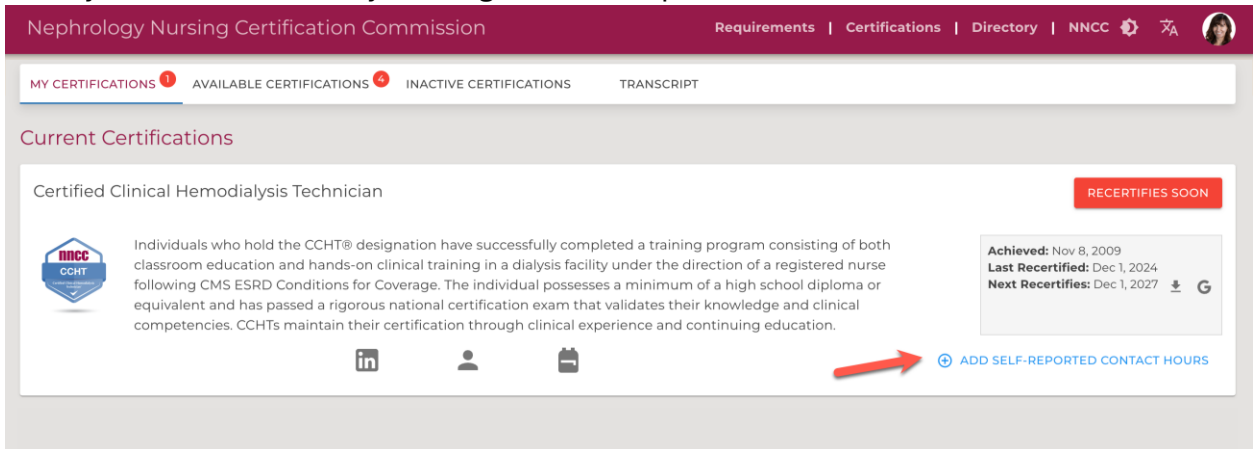 Nephrology Nursing Certification Commission
Requirements | Certifications | Directory | NNCC
MY CERTIFICATIONS 1 AVAILABLE CERTIFICATIONS 4 INACTIVE CERTIFICATIONS TRANSCRIPT
Current Certifications
Certified Clinical Hemodialysis Technician
RECERTIFIES SOON
nncc
CCHT
Individuals who hold the CCHT® designation have successfully completed a training program consisting of both
classroom education and hands-on clinical training in a dialysis facility under the direction of a registered nurse
following CMS ESRD Conditions for Coverage. The individual possesses a minimum of a high school diploma or
equivalent and has passed a rigorous national certification exam that validates their knowledge and clinical
competencies. CCHTs maintain their certification through clinical experience and continuing education.
Achieved: Nov 8, 2009
Last Recertified: Dec 1, 2024
Next Recertifies: Dec 1, 2027 G
in
ADD SELF-REPORTED CONTACT HOURS